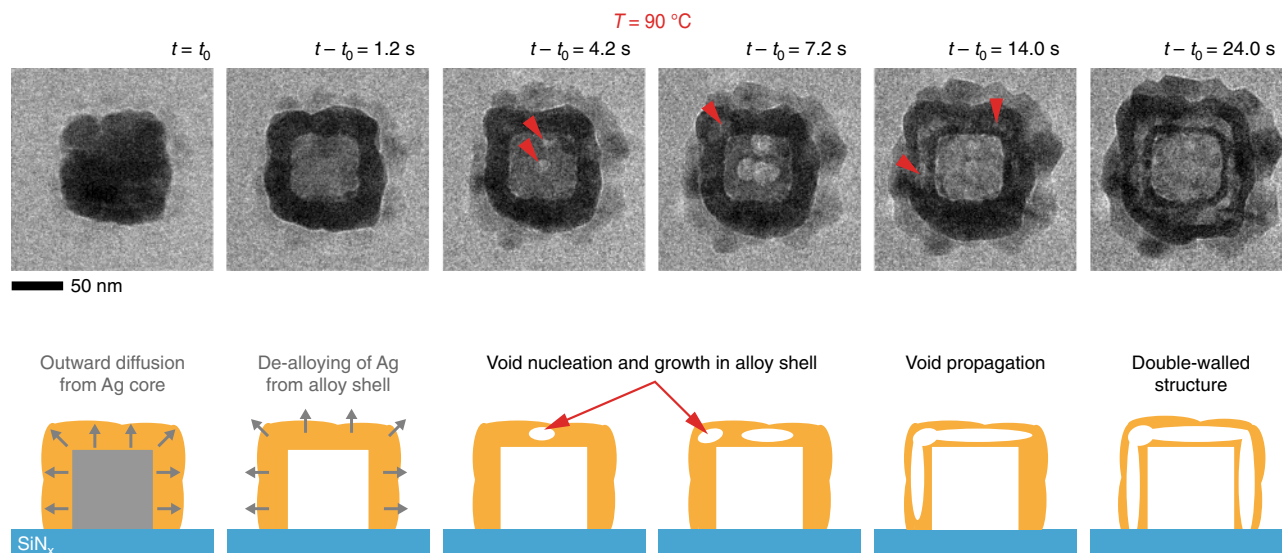 T = 90 °C
t = t₀
t – t₀ = 1.2 s
t – t₀ = 4.2 s
t – t₀ = 7.2 s
t – t₀ = 14.0 s
t – t₀ = 24.0 s
50 nm
Outward diffusion
from Ag core
De-alloying of Ag
from alloy shell
Void nucleation and growth in alloy shell
Void propagation
Double-walled
structure
SiNₓ